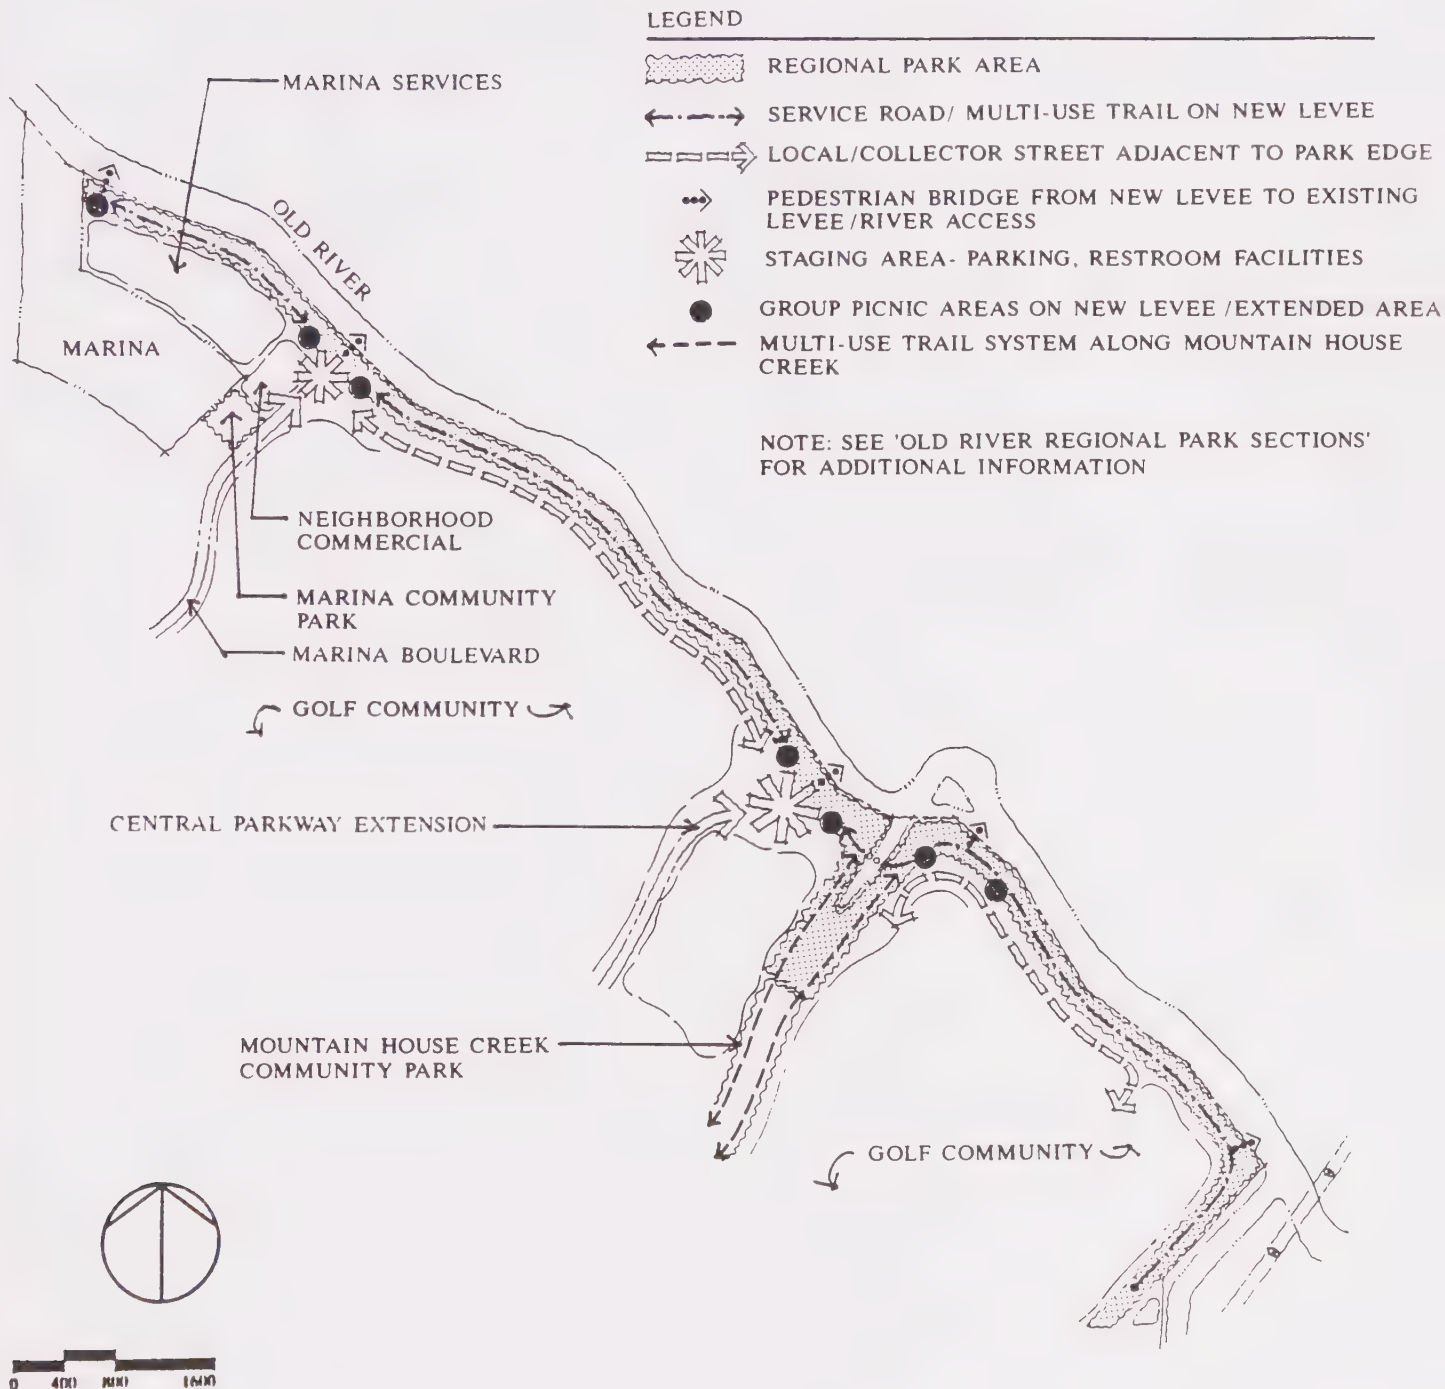 LEGEND
REGIONAL PARK AREA
SERVICE ROAD/ MULTI-USE TRAIL ON NEW LEVEE
LOCAL/COLLECTOR STREET ADJACENT TO PARK EDGE
PEDESTRIAN BRIDGE FROM NEW LEVEE TO EXISTING
LEVEE/RIVER ACCESS
STAGING AREA- PARKING, RESTROOM FACILITIES
GROUP PICNIC AREAS ON NEW LEVEE /EXTENDED AREA
MULTI-USE TRAIL SYSTEM ALONG MOUNTAIN HOUSE
CREEK
NOTE: SEE 'OLD RIVER REGIONAL PARK SECTIONS'
FOR ADDITIONAL INFORMATION
MARINA SERVICES
OLD RIVER
MARINA
NEIGHBORHOOD
COMMERCIAL
MARINA COMMUNITY
PARK
MARINA BOULEVARD
GOLF COMMUNITY
CENTRAL PARKWAY EXTENSION
MOUNTAIN HOUSE CREEK
COMMUNITY PARK
GOLF COMMUNITY
0 400 800 1600